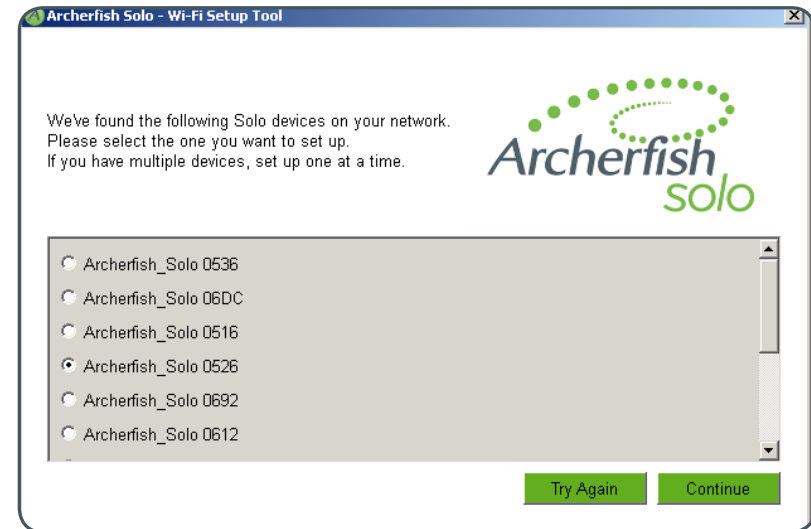 Archerfish Solo - Wi-Fi Setup Tool
We've found the following Solo devices on your network.
Please select the one you want to set up.
If you have multiple devices, set up one at a time.
Archerfish
solo
Archerfish_Solo 0536
Archerfish_Solo 06DC
Archerfish_Solo 0516
Archerfish_Solo 0526
Archerfish_Solo 0692
Archerfish_Solo 0612
Try Again
Continue